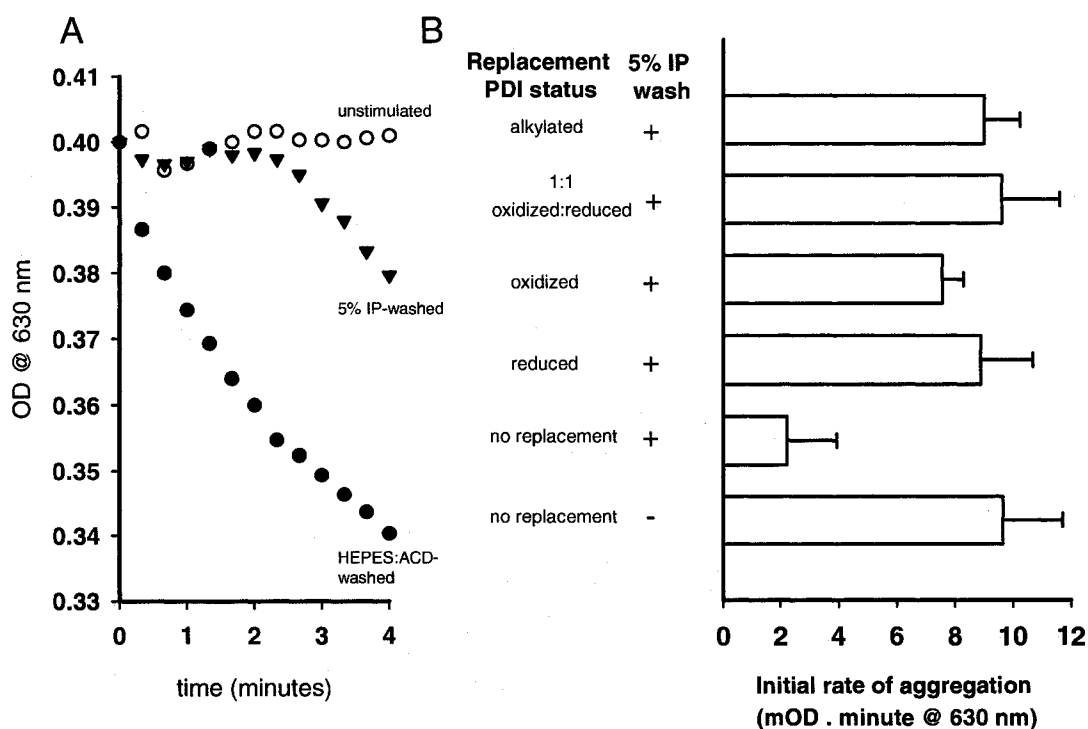 A
0.41
0.40
0.39
0.38
0.37
0.36
0.35
0.34
0.33
OD @ 630 nm
unstimulated
5% IP-washed
HEPES:ACD-
washed
0 1 2 3 4
time (minutes)
B
Replacement 5% IP
PDI status wash
alkylated +
1:1
oxidized:reduced +
oxidized +
reduced +
no replacement +
no replacement -
0 2 4 6 8 10 12
Initial rate of aggregation
(mOD . minute @ 630 nm)